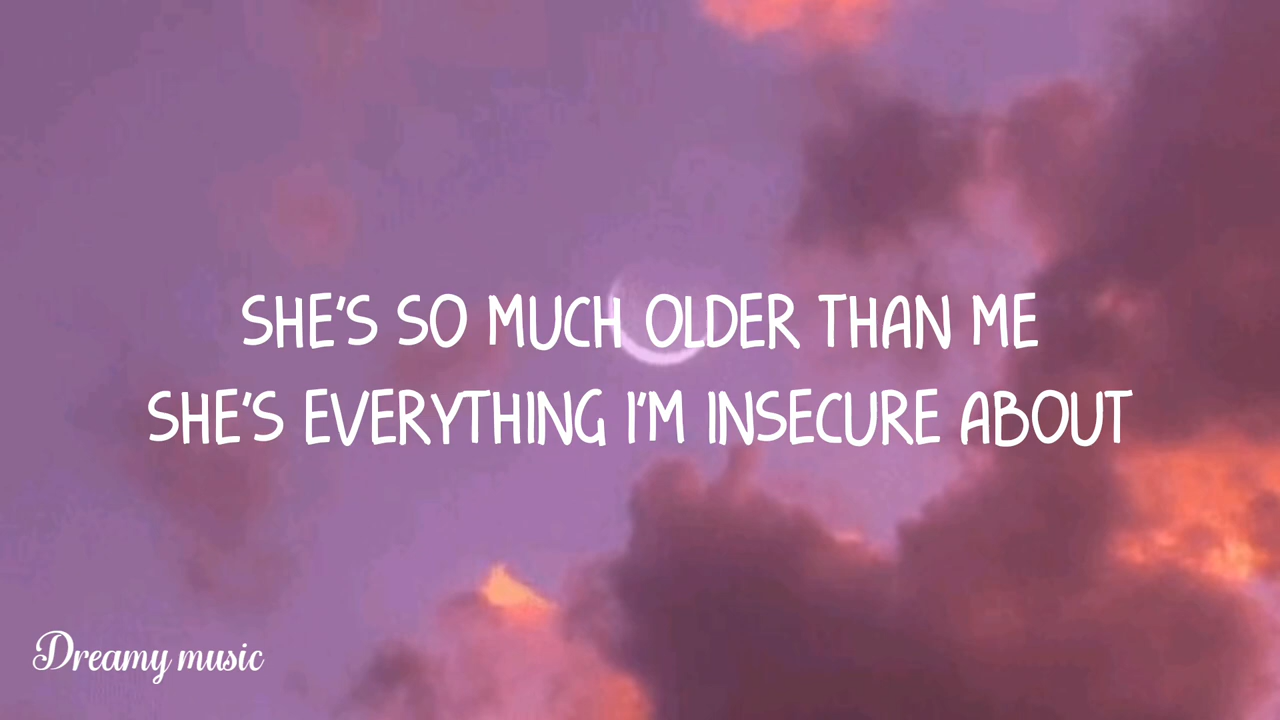 SHE'S SO MUCH OLDER THAN ME
SHE'S EVERYTHING I'M INSECURE ABOUT
Dreamy music